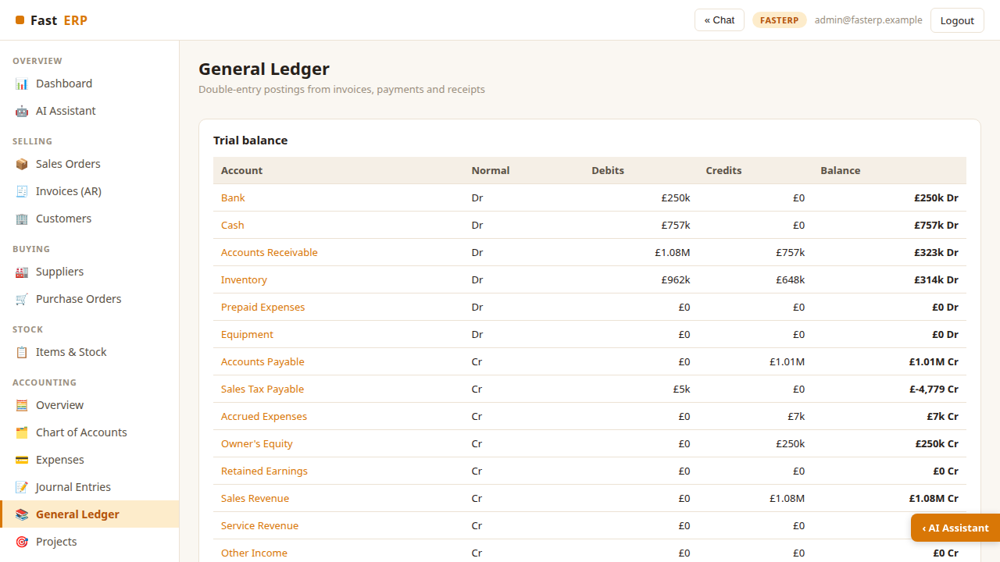 Fast ERP
« Chat
FASTERP
admin@fasterp.example
Logout
OVERVIEW
Dashboard
AI Assistant
SELLING
Sales Orders
Invoices (AR)
Customers
BUYING
Suppliers
Purchase Orders
STOCK
Items & Stock
ACCOUNTING
Overview
Chart of Accounts
Expenses
Journal Entries
General Ledger
Projects
General Ledger
Double-entry postings from invoices, payments and receipts
Trial balance
Account Normal Debits Credits Balance
Bank Dr £250k £0 £250k Dr
Cash Dr £757k £0 £757k Dr
Accounts Receivable Dr £1.08M £757k £323k Dr
Inventory Dr £962k £648k £314k Dr
Prepaid Expenses Dr £0 £0 £0 Dr
Equipment Dr £0 £0 £0 Dr
Accounts Payable Cr £0 £1.01M £1.01M Cr
Sales Tax Payable Cr £5k £0 £-4,779 Cr
Accrued Expenses Cr £0 £7k £7k Cr
Owner's Equity Cr £0 £250k £250k Cr
Retained Earnings Cr £0 £0 £0 Cr
Sales Revenue Cr £0 £1.08M £1.08M Cr
Service Revenue Cr £0 £0
Other Income Cr £0 £0 £0 Cr
‹ AI Assistant